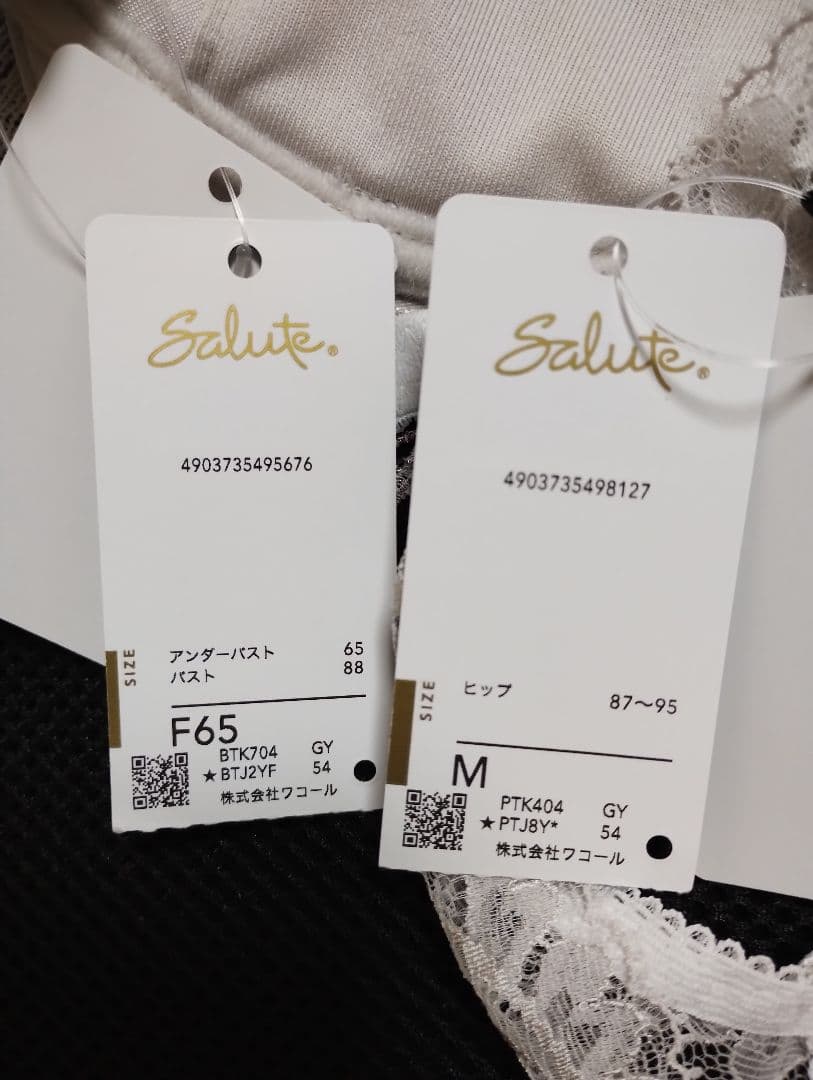 Salute®
4903735495676
SIZE
アンダーバスト 65
バスト 88
F65
BTK704 GY
★BTJ2YF 54
株式会社ワコール
Salute®
4903735498127
SIZE
ヒップ 87〜95
M
PTK404 GY
★PTJ8Y* 54
株式会社ワコール